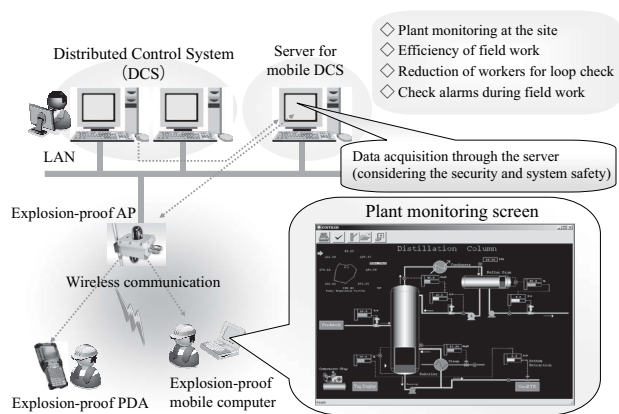 Distributed Control System
(DCS)
Server for
mobile DCS
◇ Plant monitoring at the site
◇ Efficiency of field work
◇ Reduction of workers for loop check
◇ Check alarms during field work
LAN
Data acquisition through the server
(considering the security and system safety)
Explosion-proof AP
Plant monitoring screen
Distillation Column
Wireless communication
Explosion-proof PDA
Explosion-proof
mobile computer